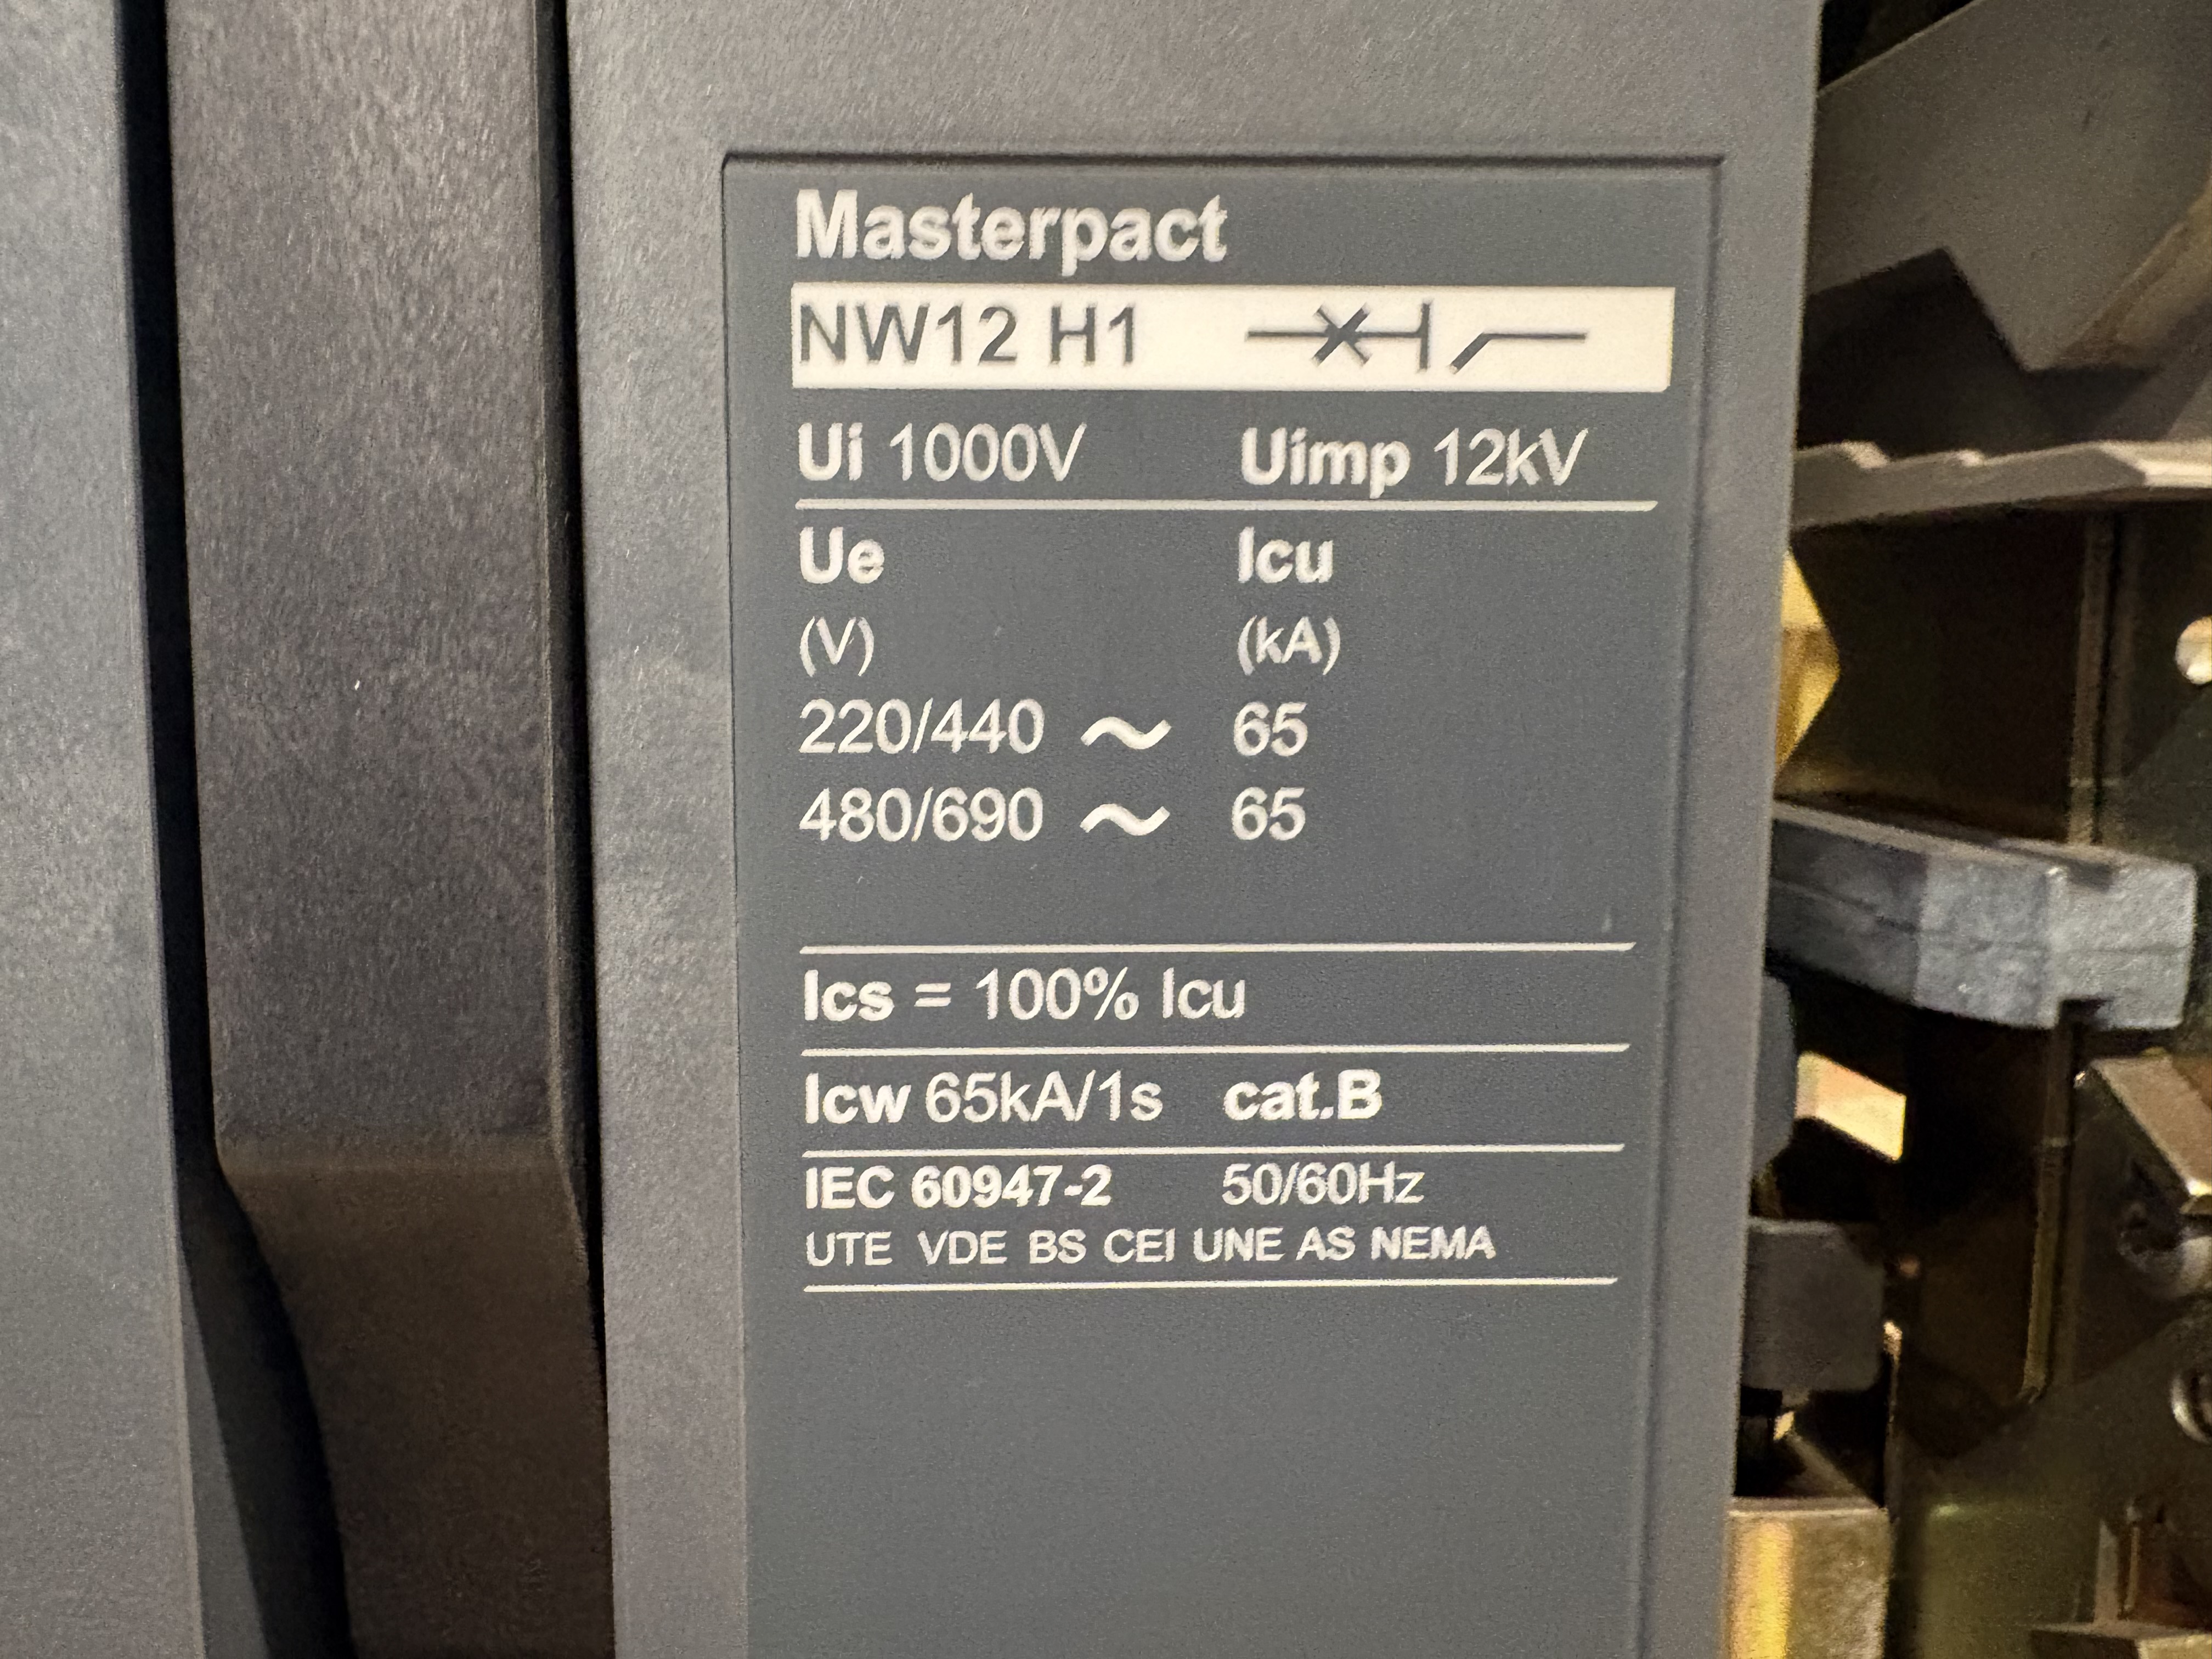 Masterpact
NW12 H1
Ui 1000V Uimp 12kV
Ue Icu
(V) (kA)
220/440 ~ 65
480/690 ~ 65
Ics = 100% Icu
Icw 65kA/1s cat.B
IEC 60947-2 50/60Hz
UTE VDE BS CEI UNE AS NEMA